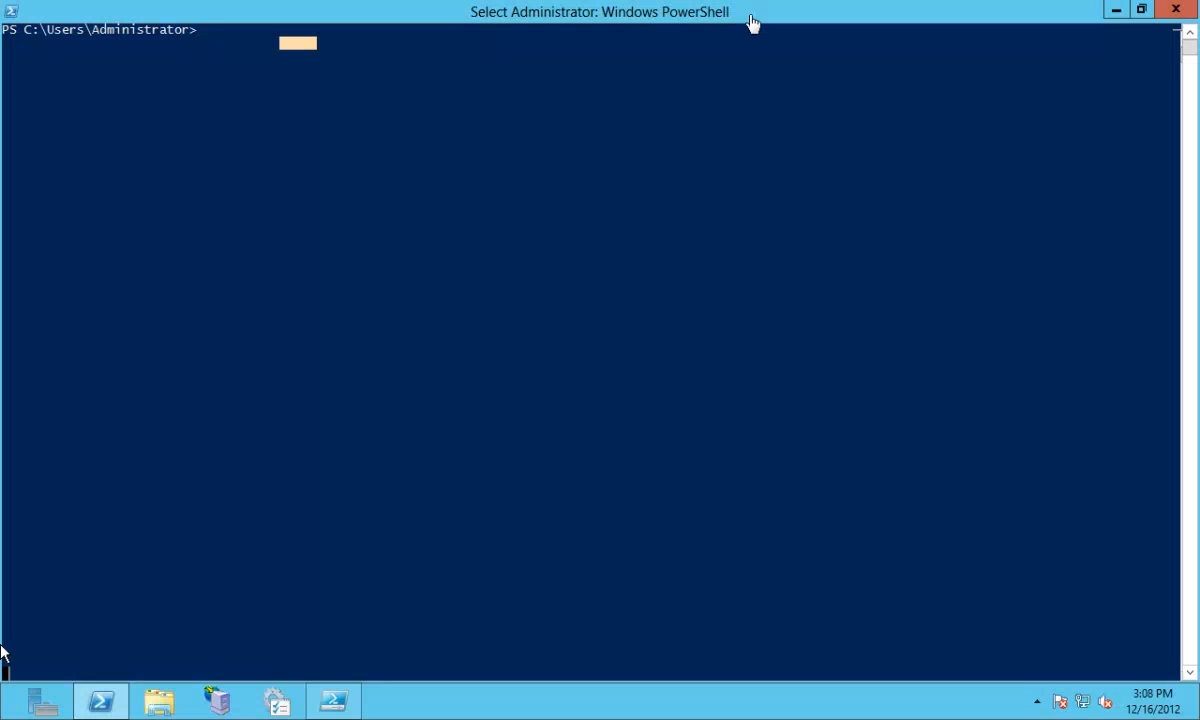 Select Administrator: Windows PowerShell
PS C:\Users\Administrator>
3:08 PM
12/16/2012